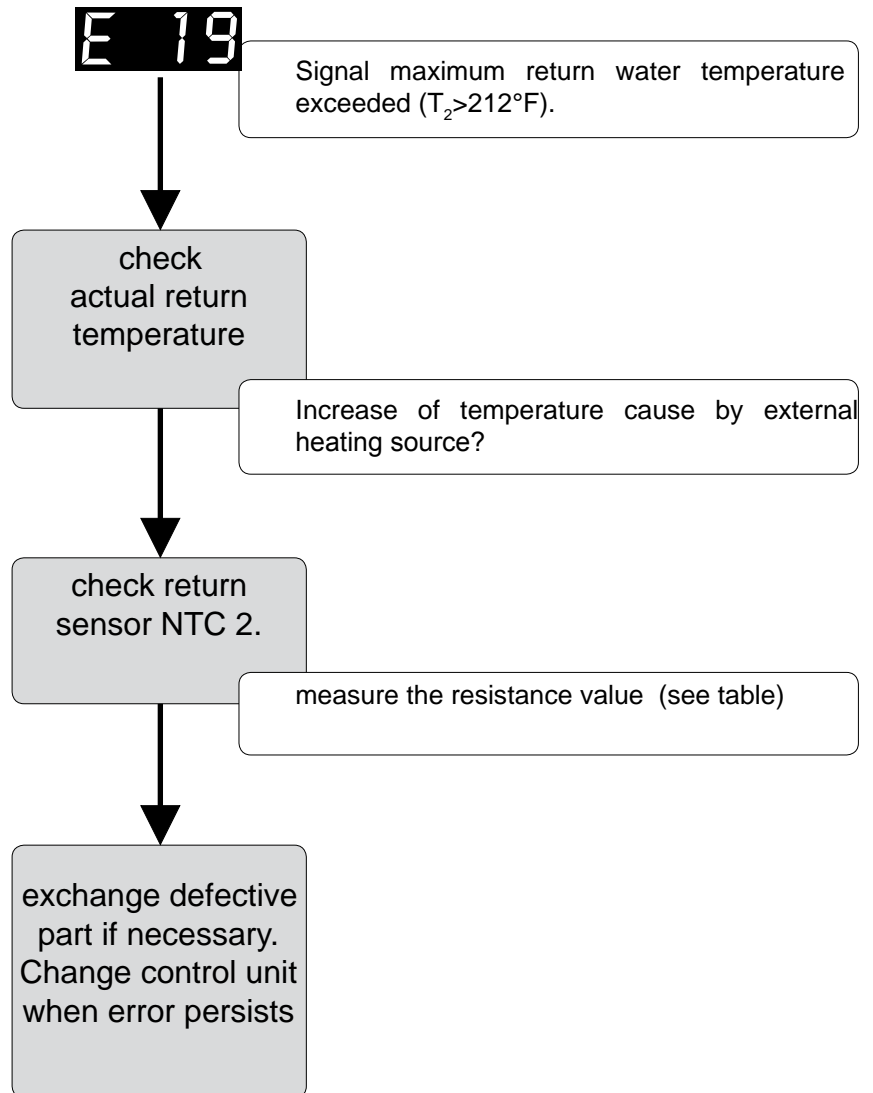 E 19
Signal maximum return water temperature
exceeded (T₂>212°F).
check
actual return
temperature
Increase of temperature cause by external
heating source?
check return
sensor NTC 2.
measure the resistance value (see table)
exchange defective
part if necessary.
Change control unit
when error persists